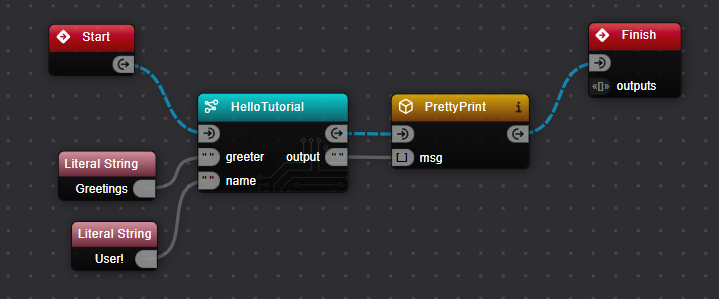 Start
Finish
outputs
HelloTutorial
greeter output
name
PrettyPrint i
msg
Literal String
Greetings
Literal String
User!